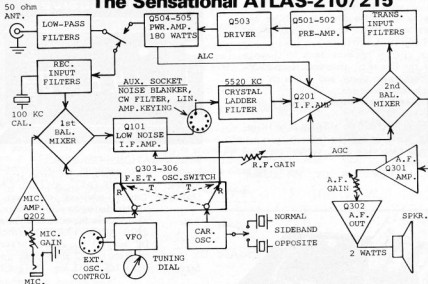 The Sensational ATLAS-210/215
50 ohm
ANT.
LOW-PASS
FILTERS
Q504-505
PWR.AMP.
180 WATTS
Q503
DRIVER
Q501-502
PRE-AMP.
TRANS.
INPUT
FILTERS
REC.
INPUT
FILTERS
ALC
100 KC
CAL.
AUX. SOCKET
NOISE BLANKER,
CW FILTER, LIN.
AMP.KEYING
5520 KC
CRYSTAL
LADDER
FILTER
Q201
I.F.AMP
2nd
BAL.
MIXER
1st
BAL.
MIXER
Q101
LOW NOISE
I.F.AMP.
R.F.GAIN
AGC
Q303-306
F.E.T. OSC.SWITCH
R T T R
A.F.
Q301
AMP.
A.F.
GAIN
MIC.
AMP.
Q202
MIC.
GAIN
MIC.
VFO
CAR.
OSC.
NORMAL
SIDEBAND
OPPOSITE
Q302
A.F.
OUT
SPKR.
2 WATTS
EXT.
OSC.
CONTROL
TUNING
DIAL